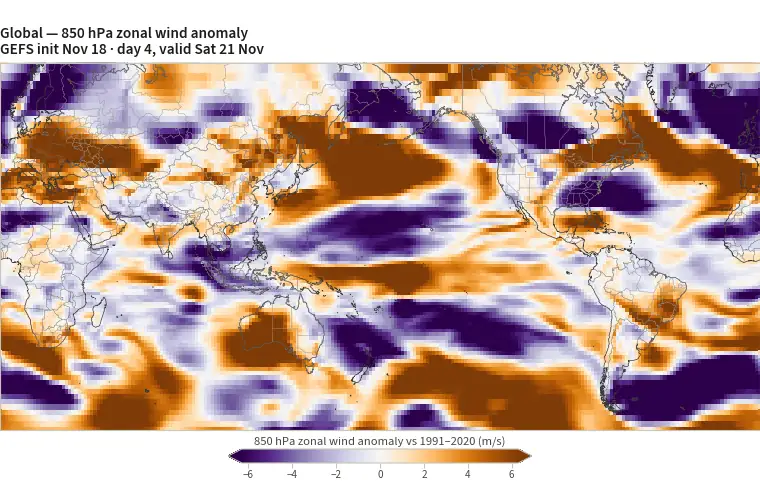 Global — 850 hPa zonal wind anomaly
GEFS init Nov 18 · day 4, valid Sat 21 Nov
850 hPa zonal wind anomaly vs 1991–2020 (m/s)
−6 −4 −2 0 2 4 6